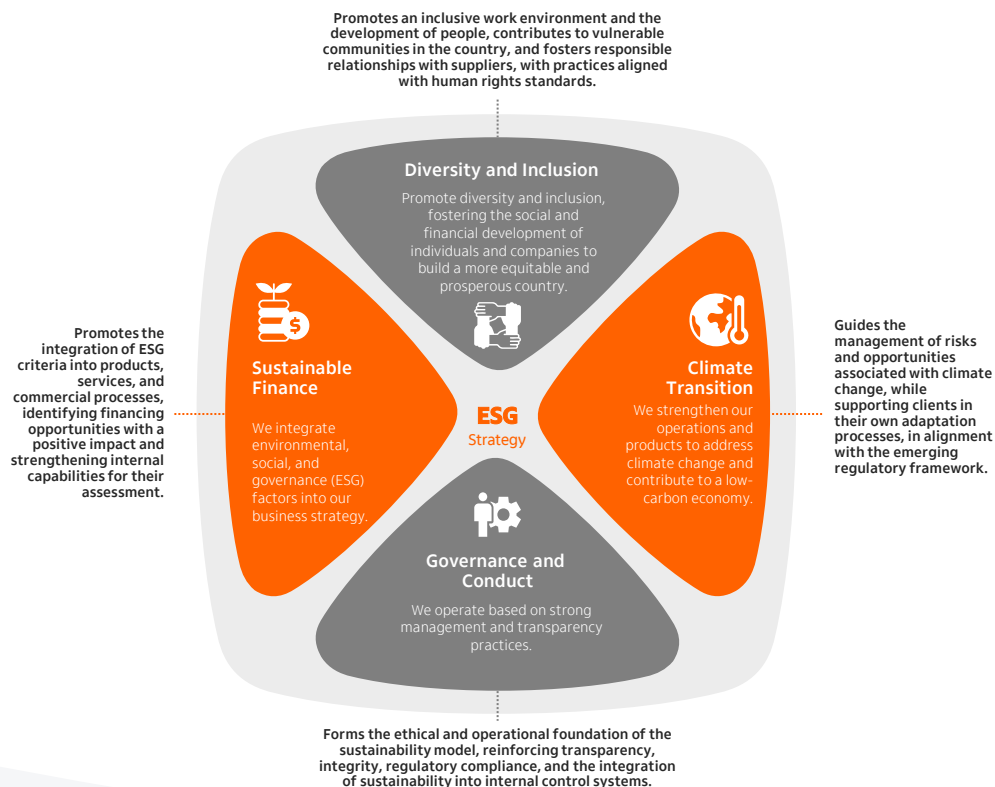 Promotes an inclusive work environment and the
development of people, contributes to vulnerable
communities in the country, and fosters responsible
relationships with suppliers, with practices aligned
with human rights standards.
Diversity and Inclusion
Promote diversity and inclusion,
fostering the social and
financial development of
individuals and companies to
build a more equitable and
prosperous country.
Promotes the
integration of ESG
criteria into products,
services, and
commercial processes,
identifying financing
opportunities with a
positive impact and
strengthening internal
capabilities for their
assessment.
$
Sustainable
Finance
We integrate
environmental,
social, and
governance (ESG)
factors into our
business strategy.
ESG
Strategy
Climate
Transition
We strengthen our
operations and
products to address
climate change and
contribute to a low-
carbon economy.
Guides the
management of risks
and opportunities
associated with climate
change, while
supporting clients in
their own adaptation
processes, in alignment
with the emerging
regulatory framework.
Governance and
Conduct
We operate based on strong
management and transparency
practices.
Forms the ethical and operational foundation of the
sustainability model, reinforcing transparency,
integrity, regulatory compliance, and the integration
of sustainability into internal control systems.